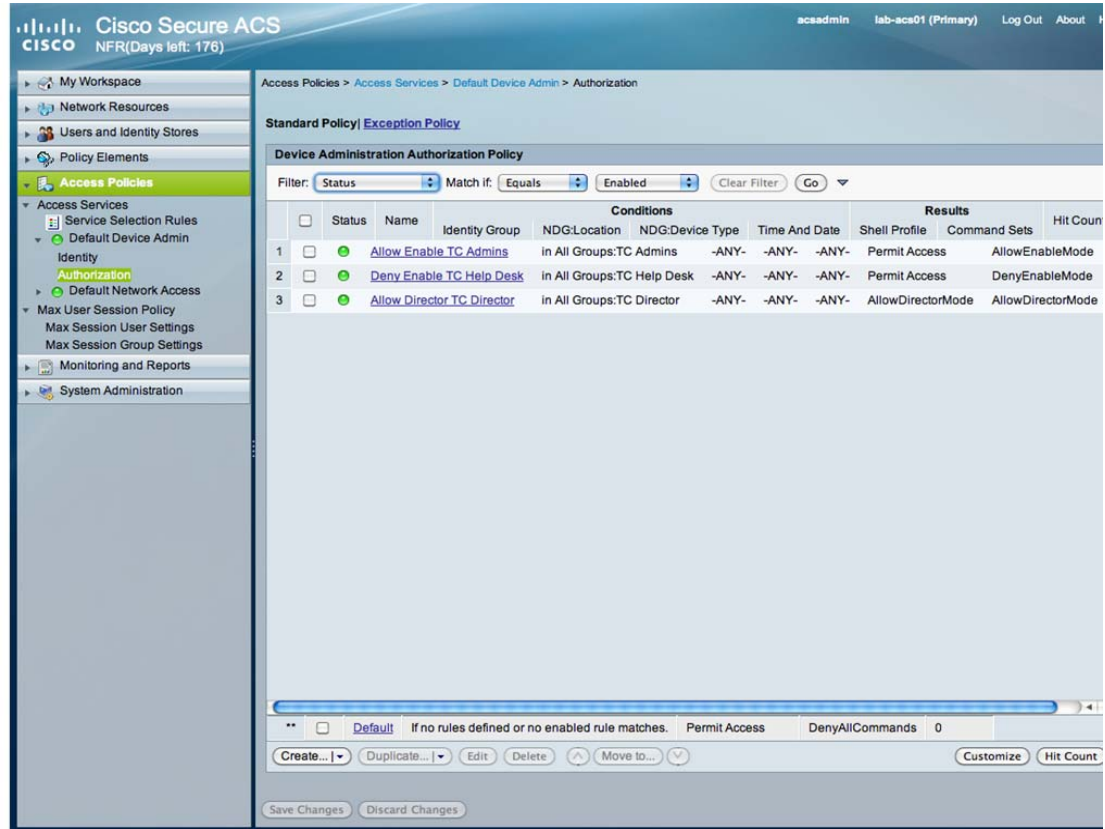 CISCO
Cisco Secure ACS
NFR(Days left: 176)
acsadmin lab-acs01 (Primary) Log Out About
My Workspace
Network Resources
Users and Identity Stores
Policy Elements
Access Policies
Access Services
Service Selection Rules
Default Device Admin
Identity
Authorization
Default Network Access
Max User Session Policy
Max Session User Settings
Max Session Group Settings
Monitoring and Reports
System Administration
Access Policies > Access Services > Default Device Admin > Authorization
Standard Policy| Exception Policy
Device Administration Authorization Policy
Filter: Status Match if: Equals Enabled Clear Filter Go
Conditions Results
Status Name Identity Group NDG:Location NDG:Device Type Time And Date Shell Profile Command Sets Hit Count
1 Allow Enable TC Admins in All Groups:TC Admins -ANY- -ANY- -ANY- Permit Access AllowEnableMode
2 Deny Enable TC Help Desk in All Groups:TC Help Desk -ANY- -ANY- -ANY- Permit Access DenyEnableMode
3 Allow Director TC Director in All Groups:TC Director -ANY- -ANY- -ANY- AllowDirectorMode AllowDirectorMode
** Default If no rules defined or no enabled rule matches. Permit Access DenyAllCommands 0
Create... | Duplicate... | Edit Delete Move to... Customize Hit Count
Save Changes Discard Changes